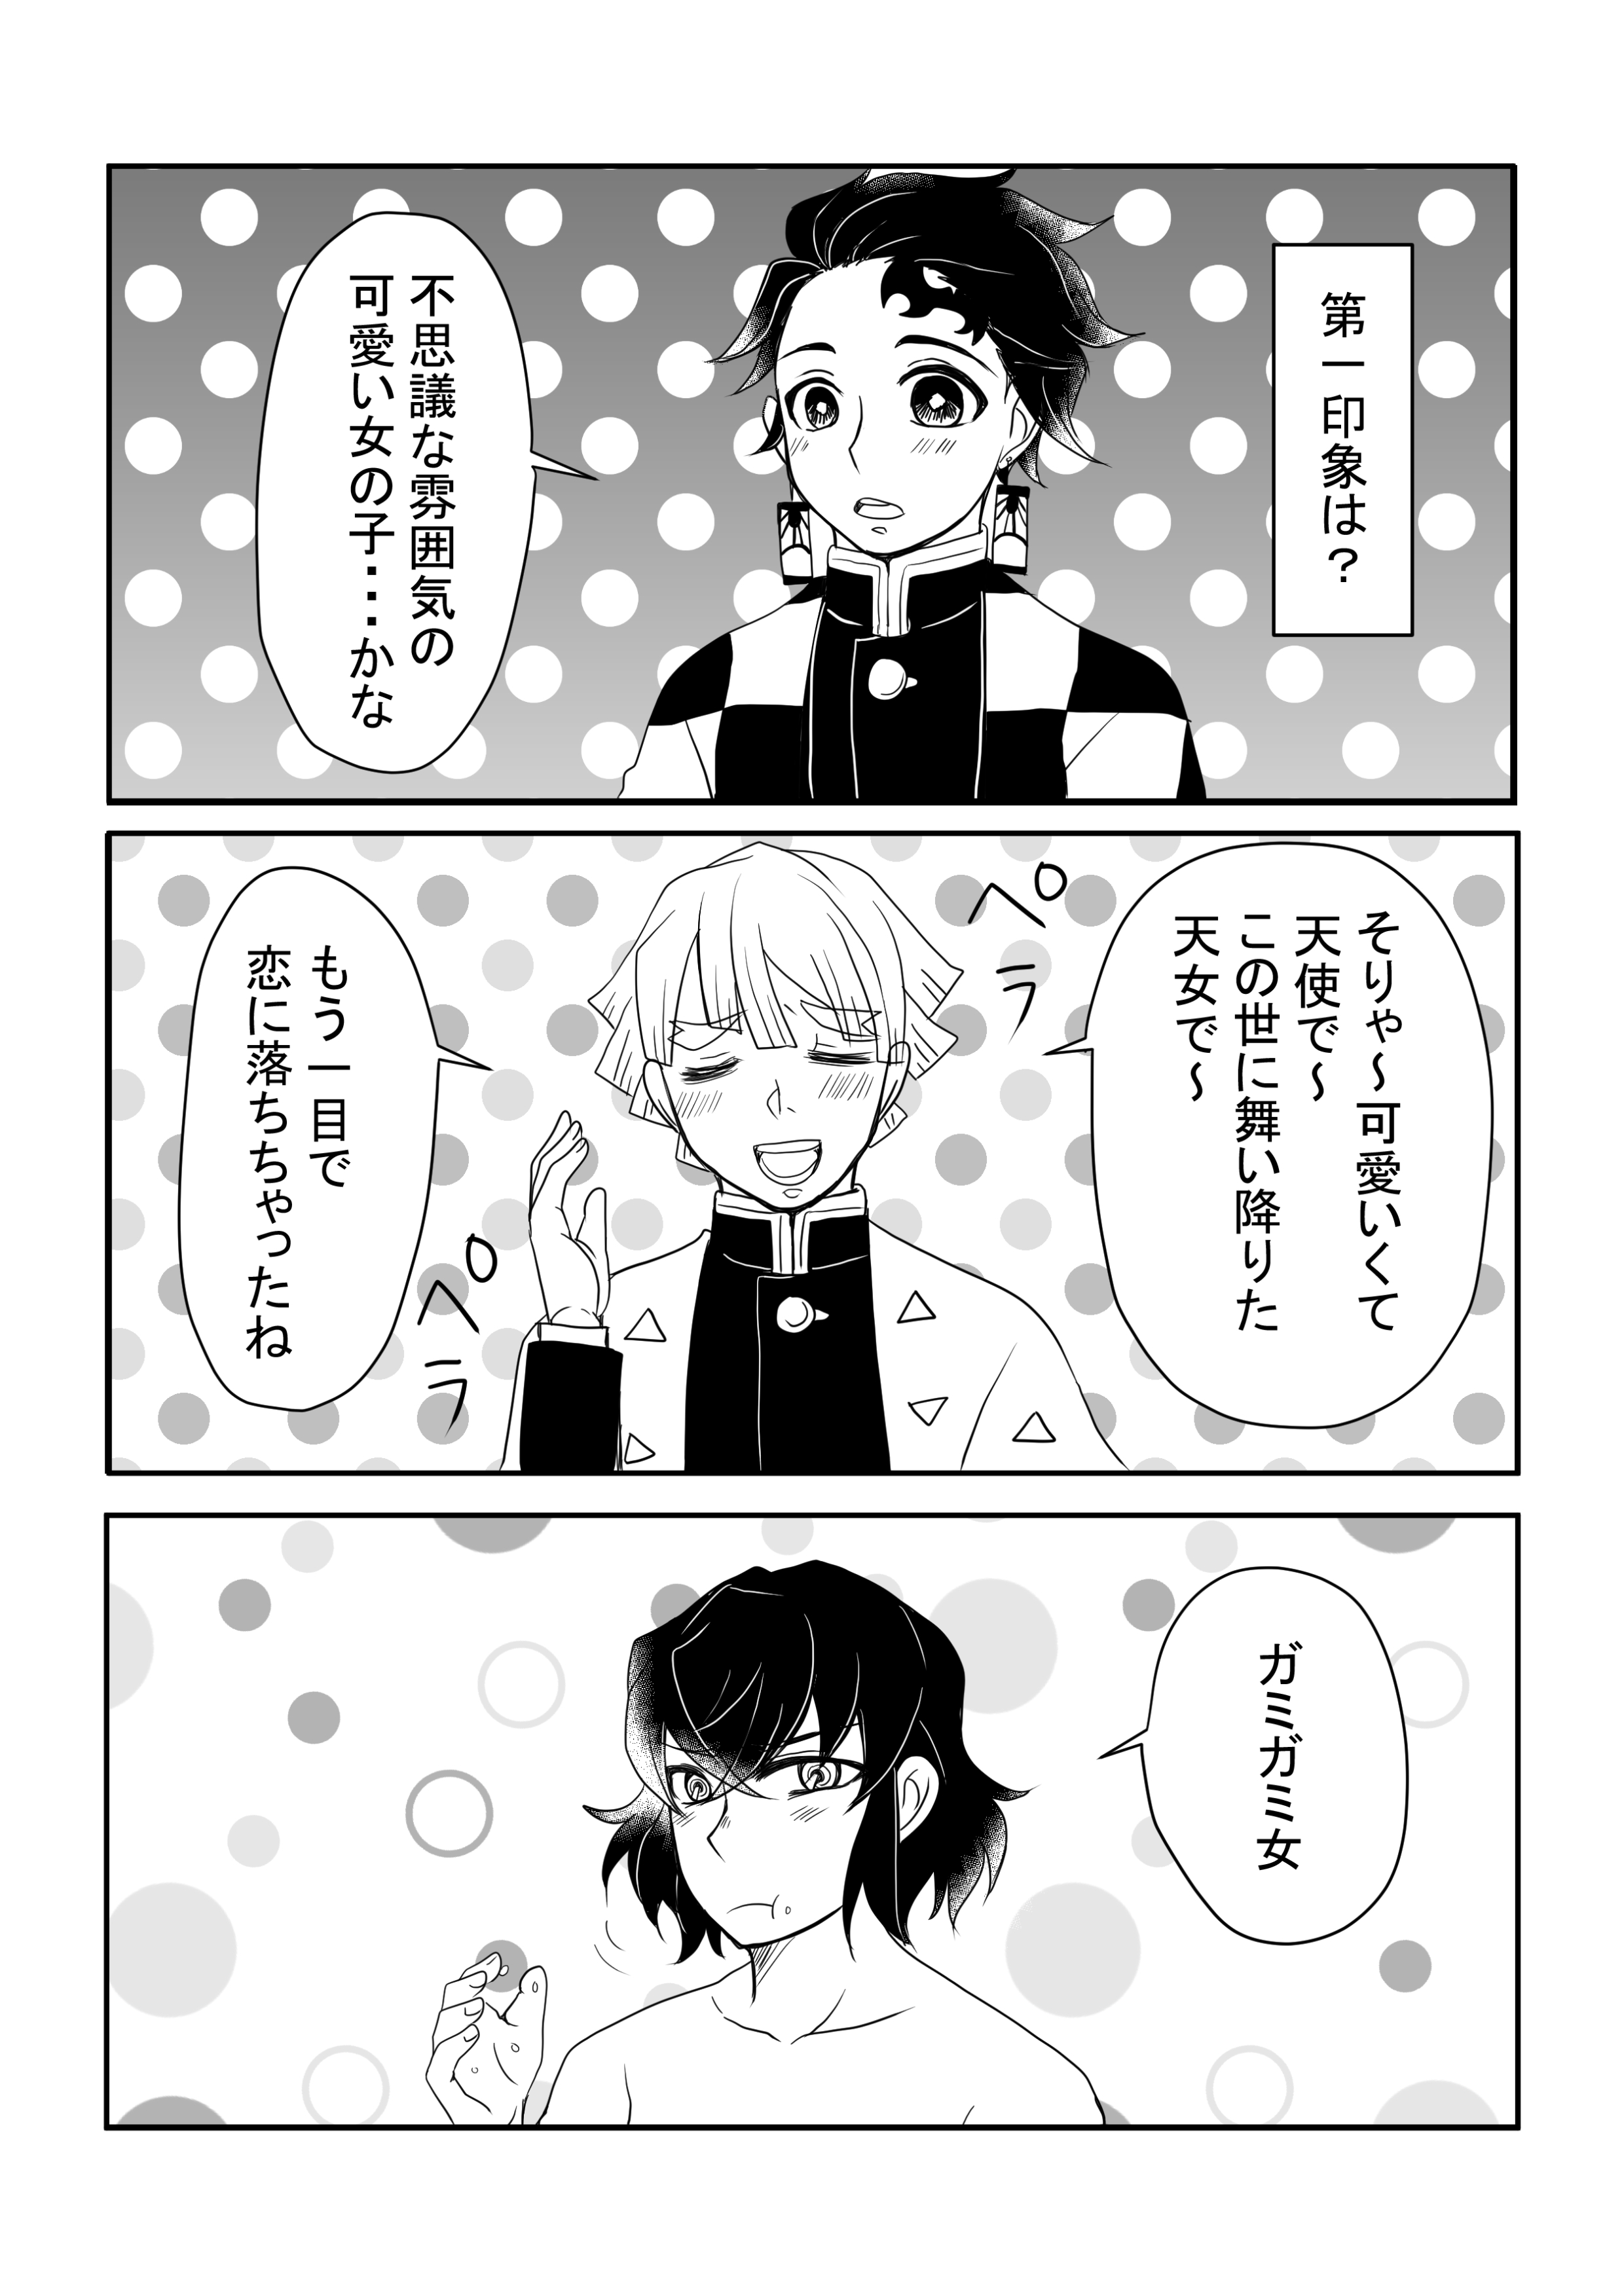 第一印象は？
不思議な雰囲気の
可愛い女の子・・・かな
そりゃ～可愛いくて
天使で～
この世に舞い降りた
天女で～
ペラ
もう一目で
恋に落ちちゃったね
ペラ
ガミガミ女